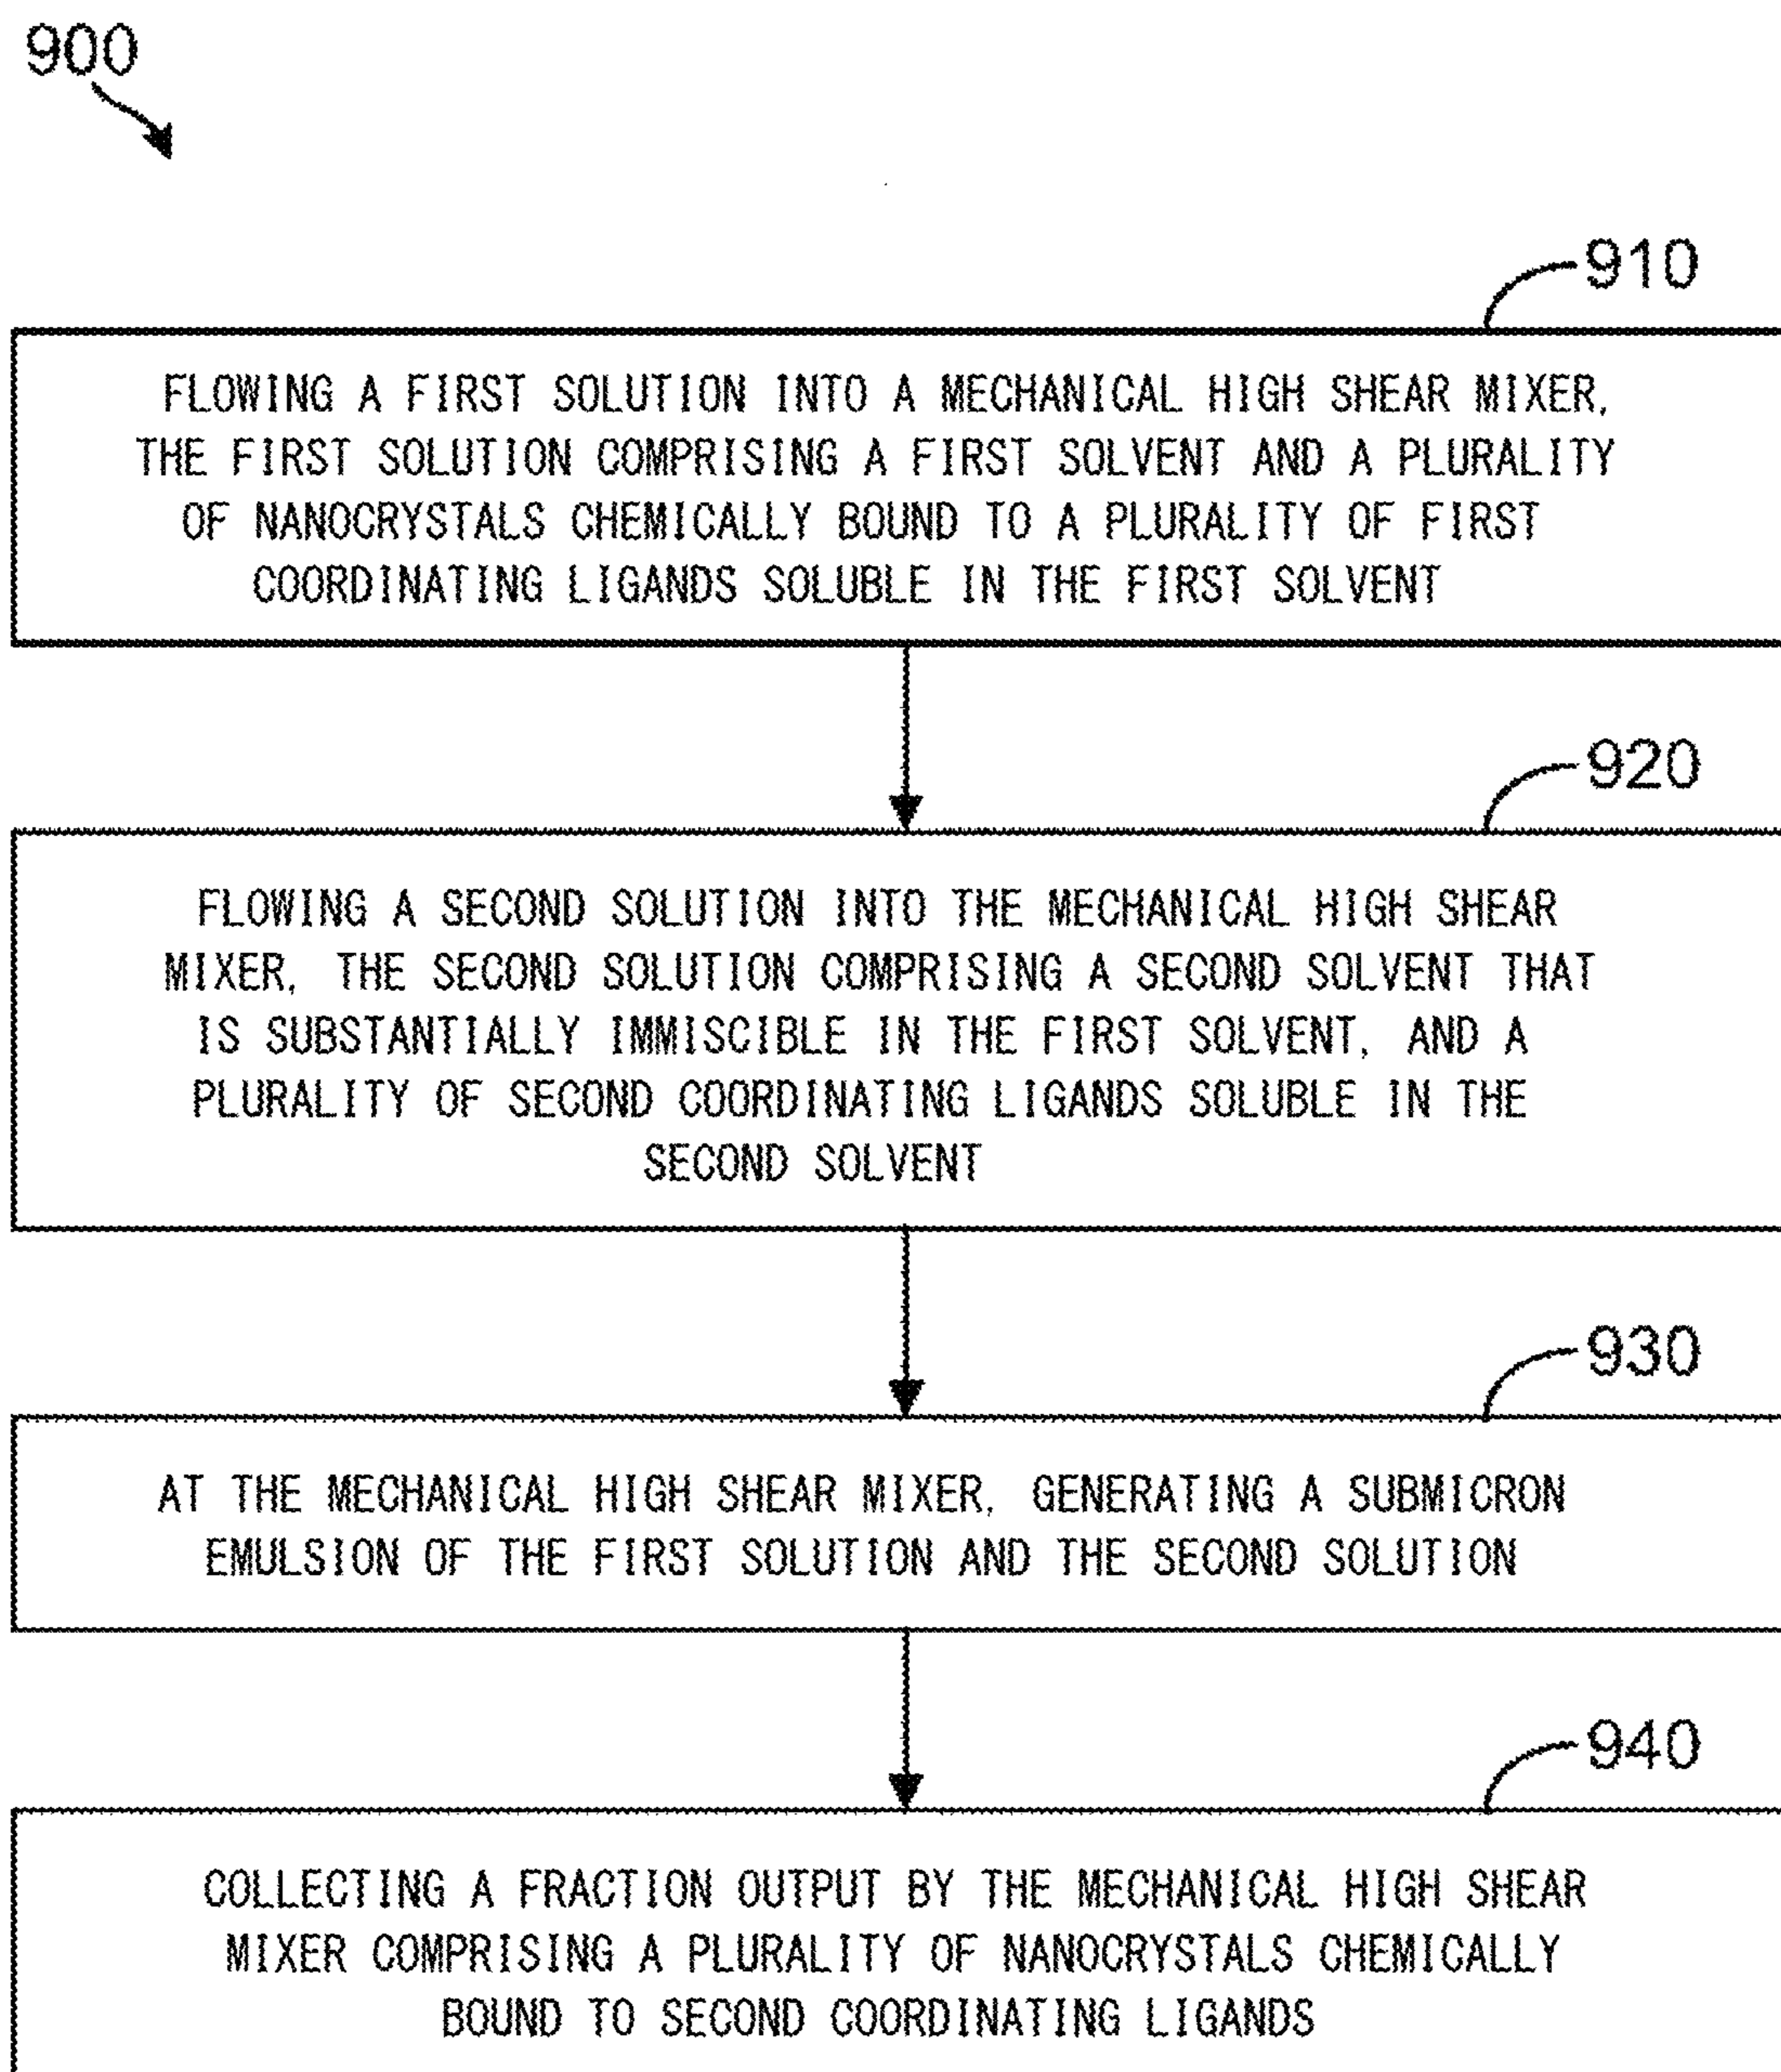 900
910
FLOWING A FIRST SOLUTION INTO A MECHANICAL HIGH SHEAR MIXER,
THE FIRST SOLUTION COMPRISING A FIRST SOLVENT AND A PLURALITY
OF NANOCRYSTALS CHEMICALLY BOUND TO A PLURALITY OF FIRST
COORDINATING LIGANDS SOLUBLE IN THE FIRST SOLVENT
920
FLOWING A SECOND SOLUTION INTO THE MECHANICAL HIGH SHEAR
MIXER, THE SECOND SOLUTION COMPRISING A SECOND SOLVENT THAT
IS SUBSTANTIALLY IMMISCIBLE IN THE FIRST SOLVENT, AND A
PLURALITY OF SECOND COORDINATING LIGANDS SOLUBLE IN THE
SECOND SOLVENT
930
AT THE MECHANICAL HIGH SHEAR MIXER, GENERATING A SUBMICRON
EMULSION OF THE FIRST SOLUTION AND THE SECOND SOLUTION
940
COLLECTING A FRACTION OUTPUT BY THE MECHANICAL HIGH SHEAR
MIXER COMPRISING A PLURALITY OF NANOCRYSTALS CHEMICALLY
BOUND TO SECOND COORDINATING LIGANDS